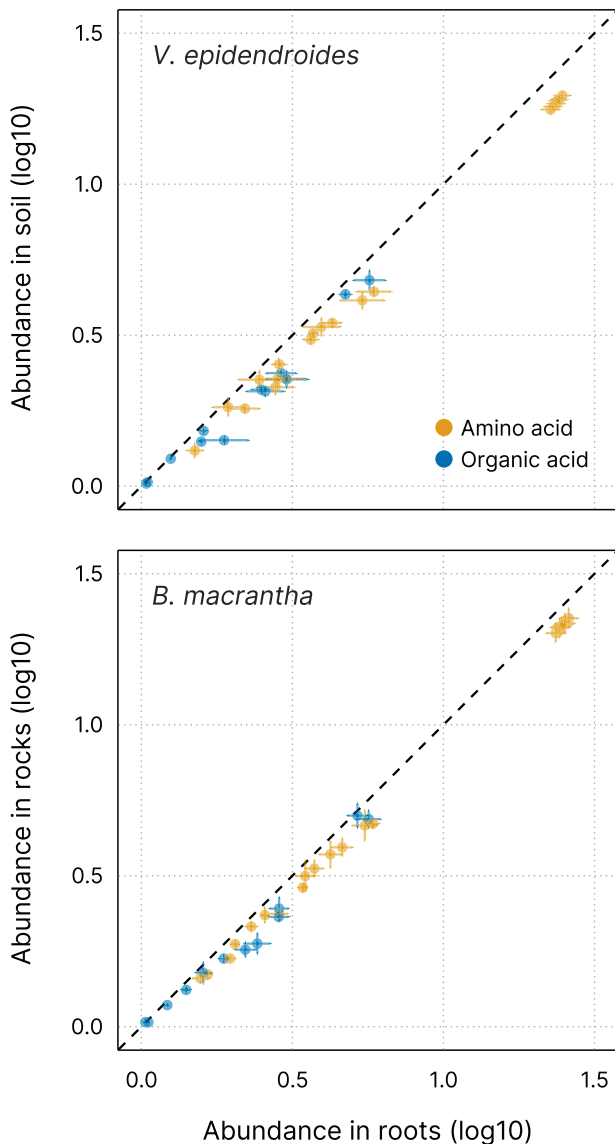 V. epidendroides
1.5
1.0
0.5
0.0
Abundance in soil (log10)
Amino acid
Organic acid
B. macrantha
1.5
1.0
0.5
0.0
Abundance in rocks (log10)
0.0 0.5 1.0 1.5
Abundance in roots (log10)